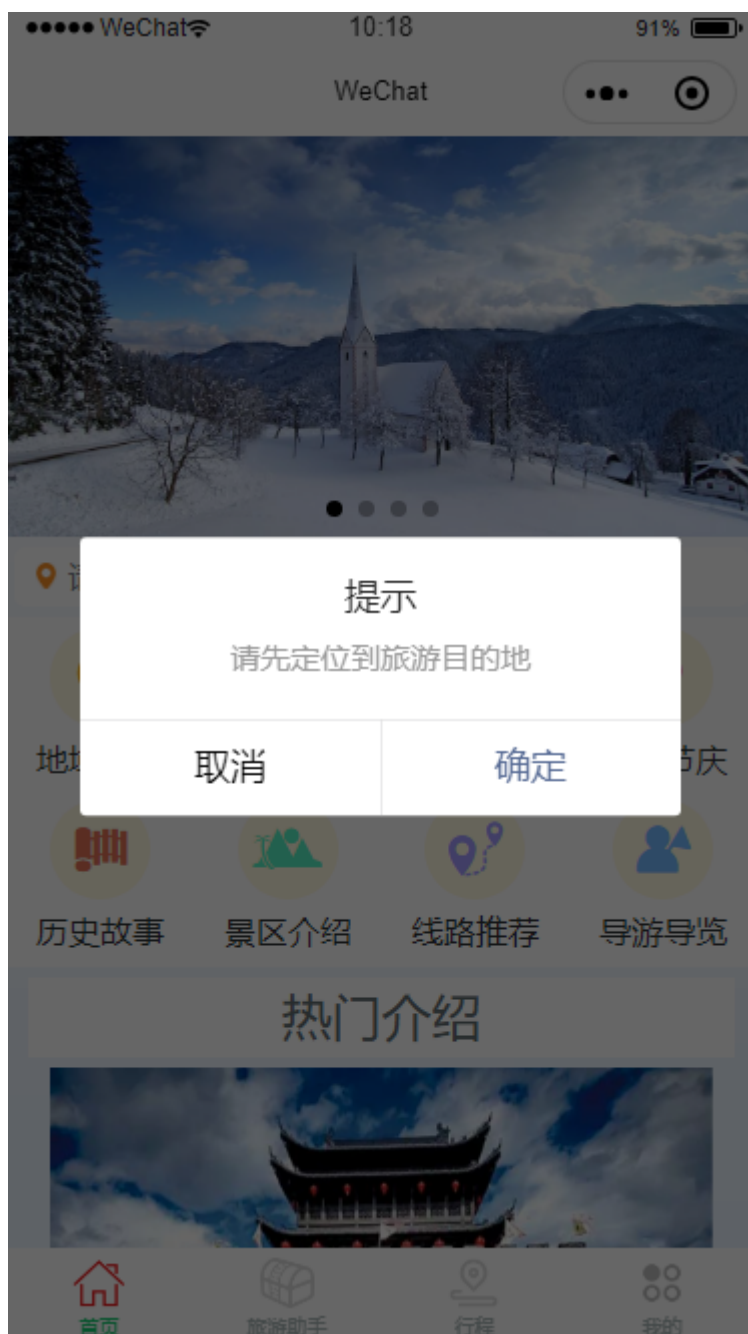 WeChat 10:18 91%
WeChat
提示
请先定位到旅游目的地
取消 确定
历史故事 景区介绍 线路推荐 导游导览
热门介绍
首页 旅游助手 行程 我的